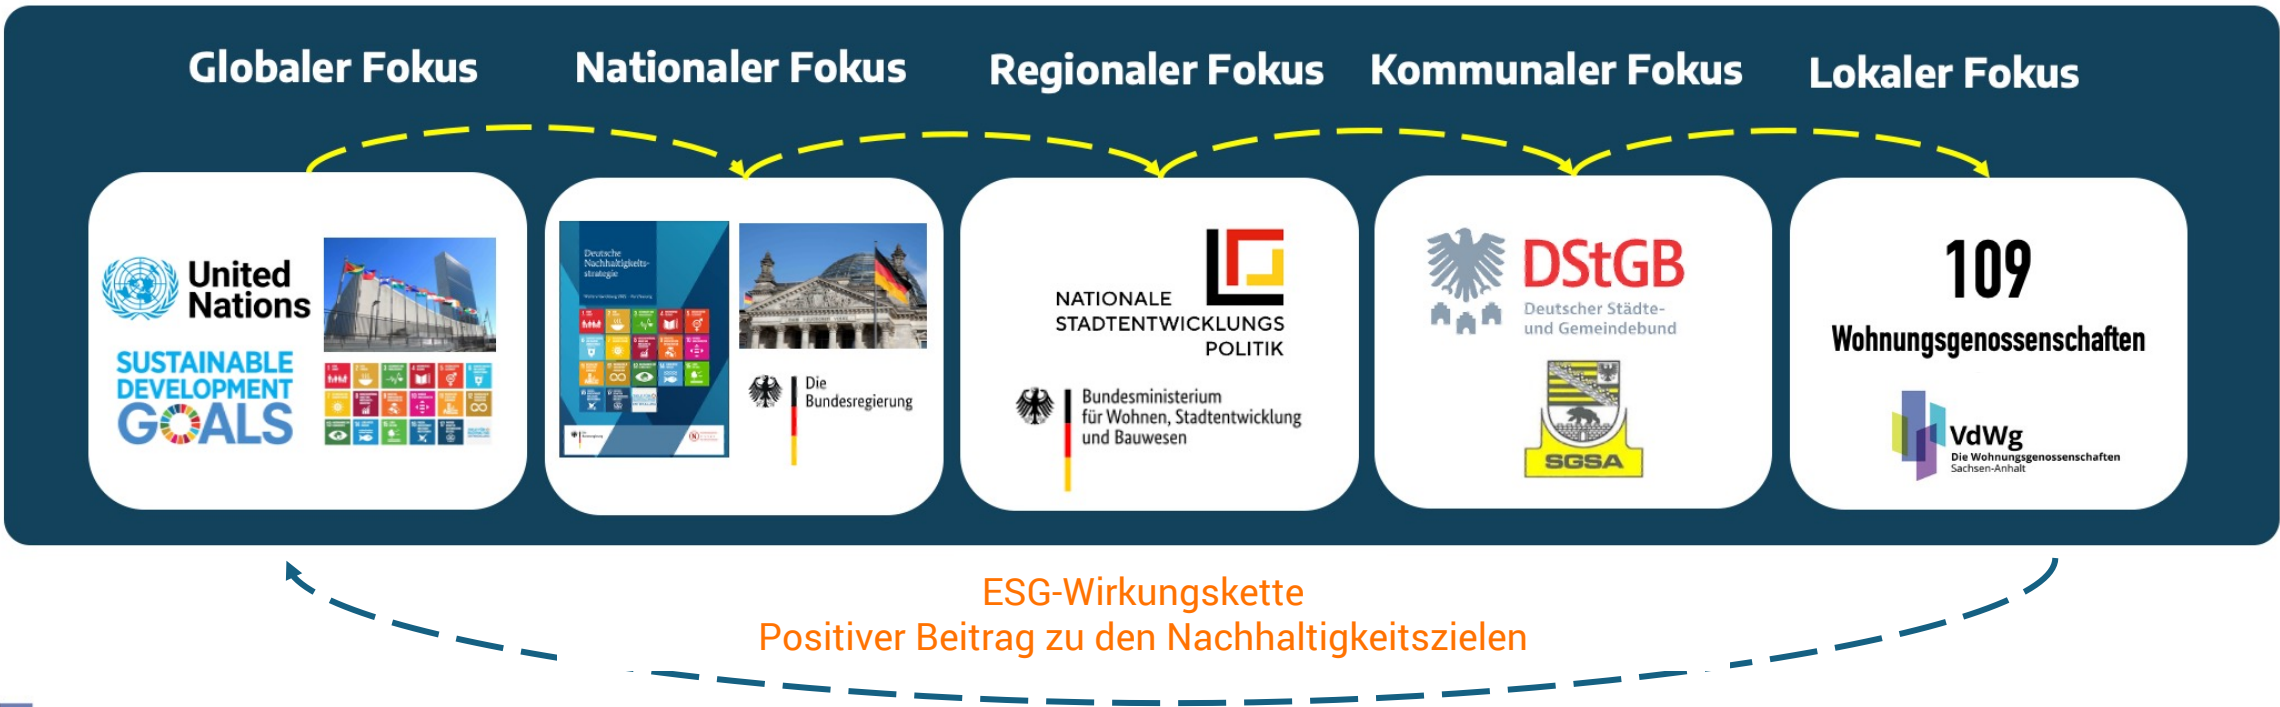 Globaler Fokus
Nationaler Fokus
Regionaler Fokus
Kommunaler Fokus
Lokaler Fokus
United
Nations
SUSTAINABLE
DEVELOPMENT
GOALS
Deutsche
Nachhaltigkeits-
strategie
Die
Bundesregierung
NATIONALE
STADTENTWICKLUNGS
POLITIK
Bundesministerium
für Wohnen, Stadtentwicklung
und Bauwesen
DStGB
Deutscher Städte-
und Gemeindebund
SGSA
109
Wohnungsgenossenschaften
VdWg
Die Wohnungsgenossenschaften
Sachsen-Anhalt
ESG-Wirkungskette
Positiver Beitrag zu den Nachhaltigkeitszielen